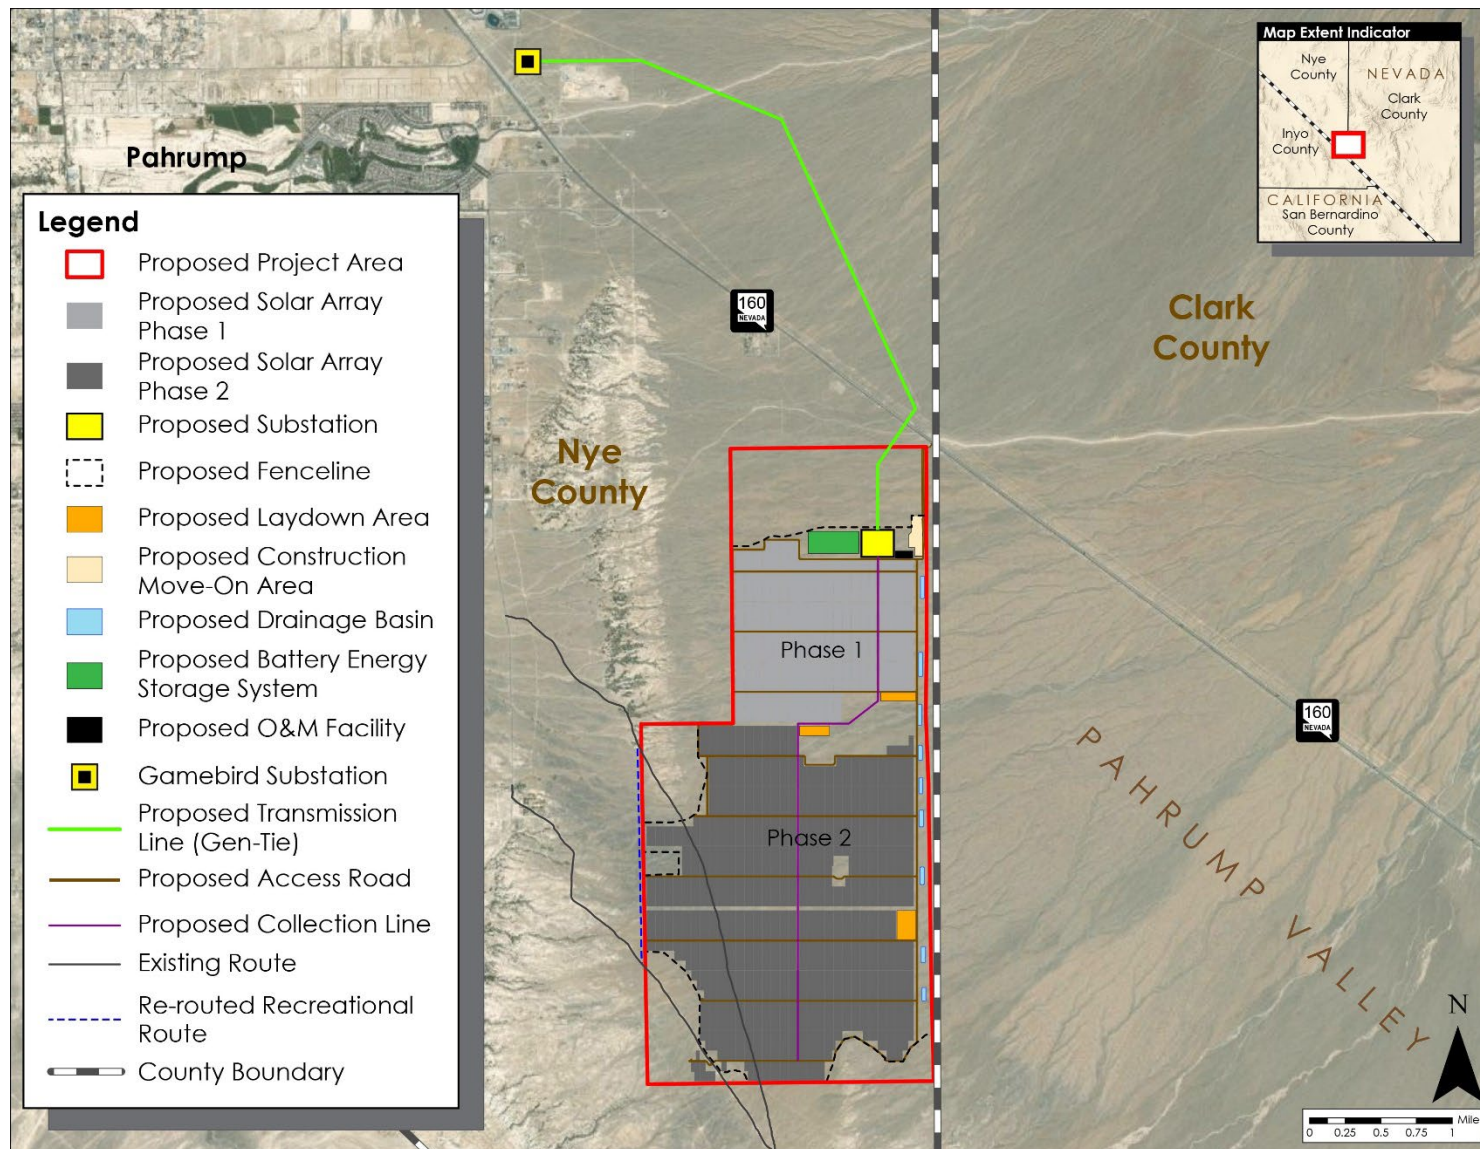 Map Extent Indicator
Nye
County
NEVADA
Clark
County
Inyo
County
CALIFORNIA
San Bernardino
County
Pahrump
Legend
Proposed Project Area
Proposed Solar Array
Phase 1
Proposed Solar Array
Phase 2
Proposed Substation
Proposed Fenceline
Proposed Laydown Area
Proposed Construction
Move-On Area
Proposed Drainage Basin
Proposed Battery Energy
Storage System
Proposed O&M Facility
Gamebird Substation
Proposed Transmission
Line (Gen-Tie)
Proposed Access Road
Proposed Collection Line
Existing Route
Re-routed Recreational
Route
County Boundary
160
NEVADA
Clark
County
Nye
County
Phase 1
Phase 2
160
NEVADA
PAHRUMP VALLEY
N
Mile
0 0.25 0.5 0.75 1